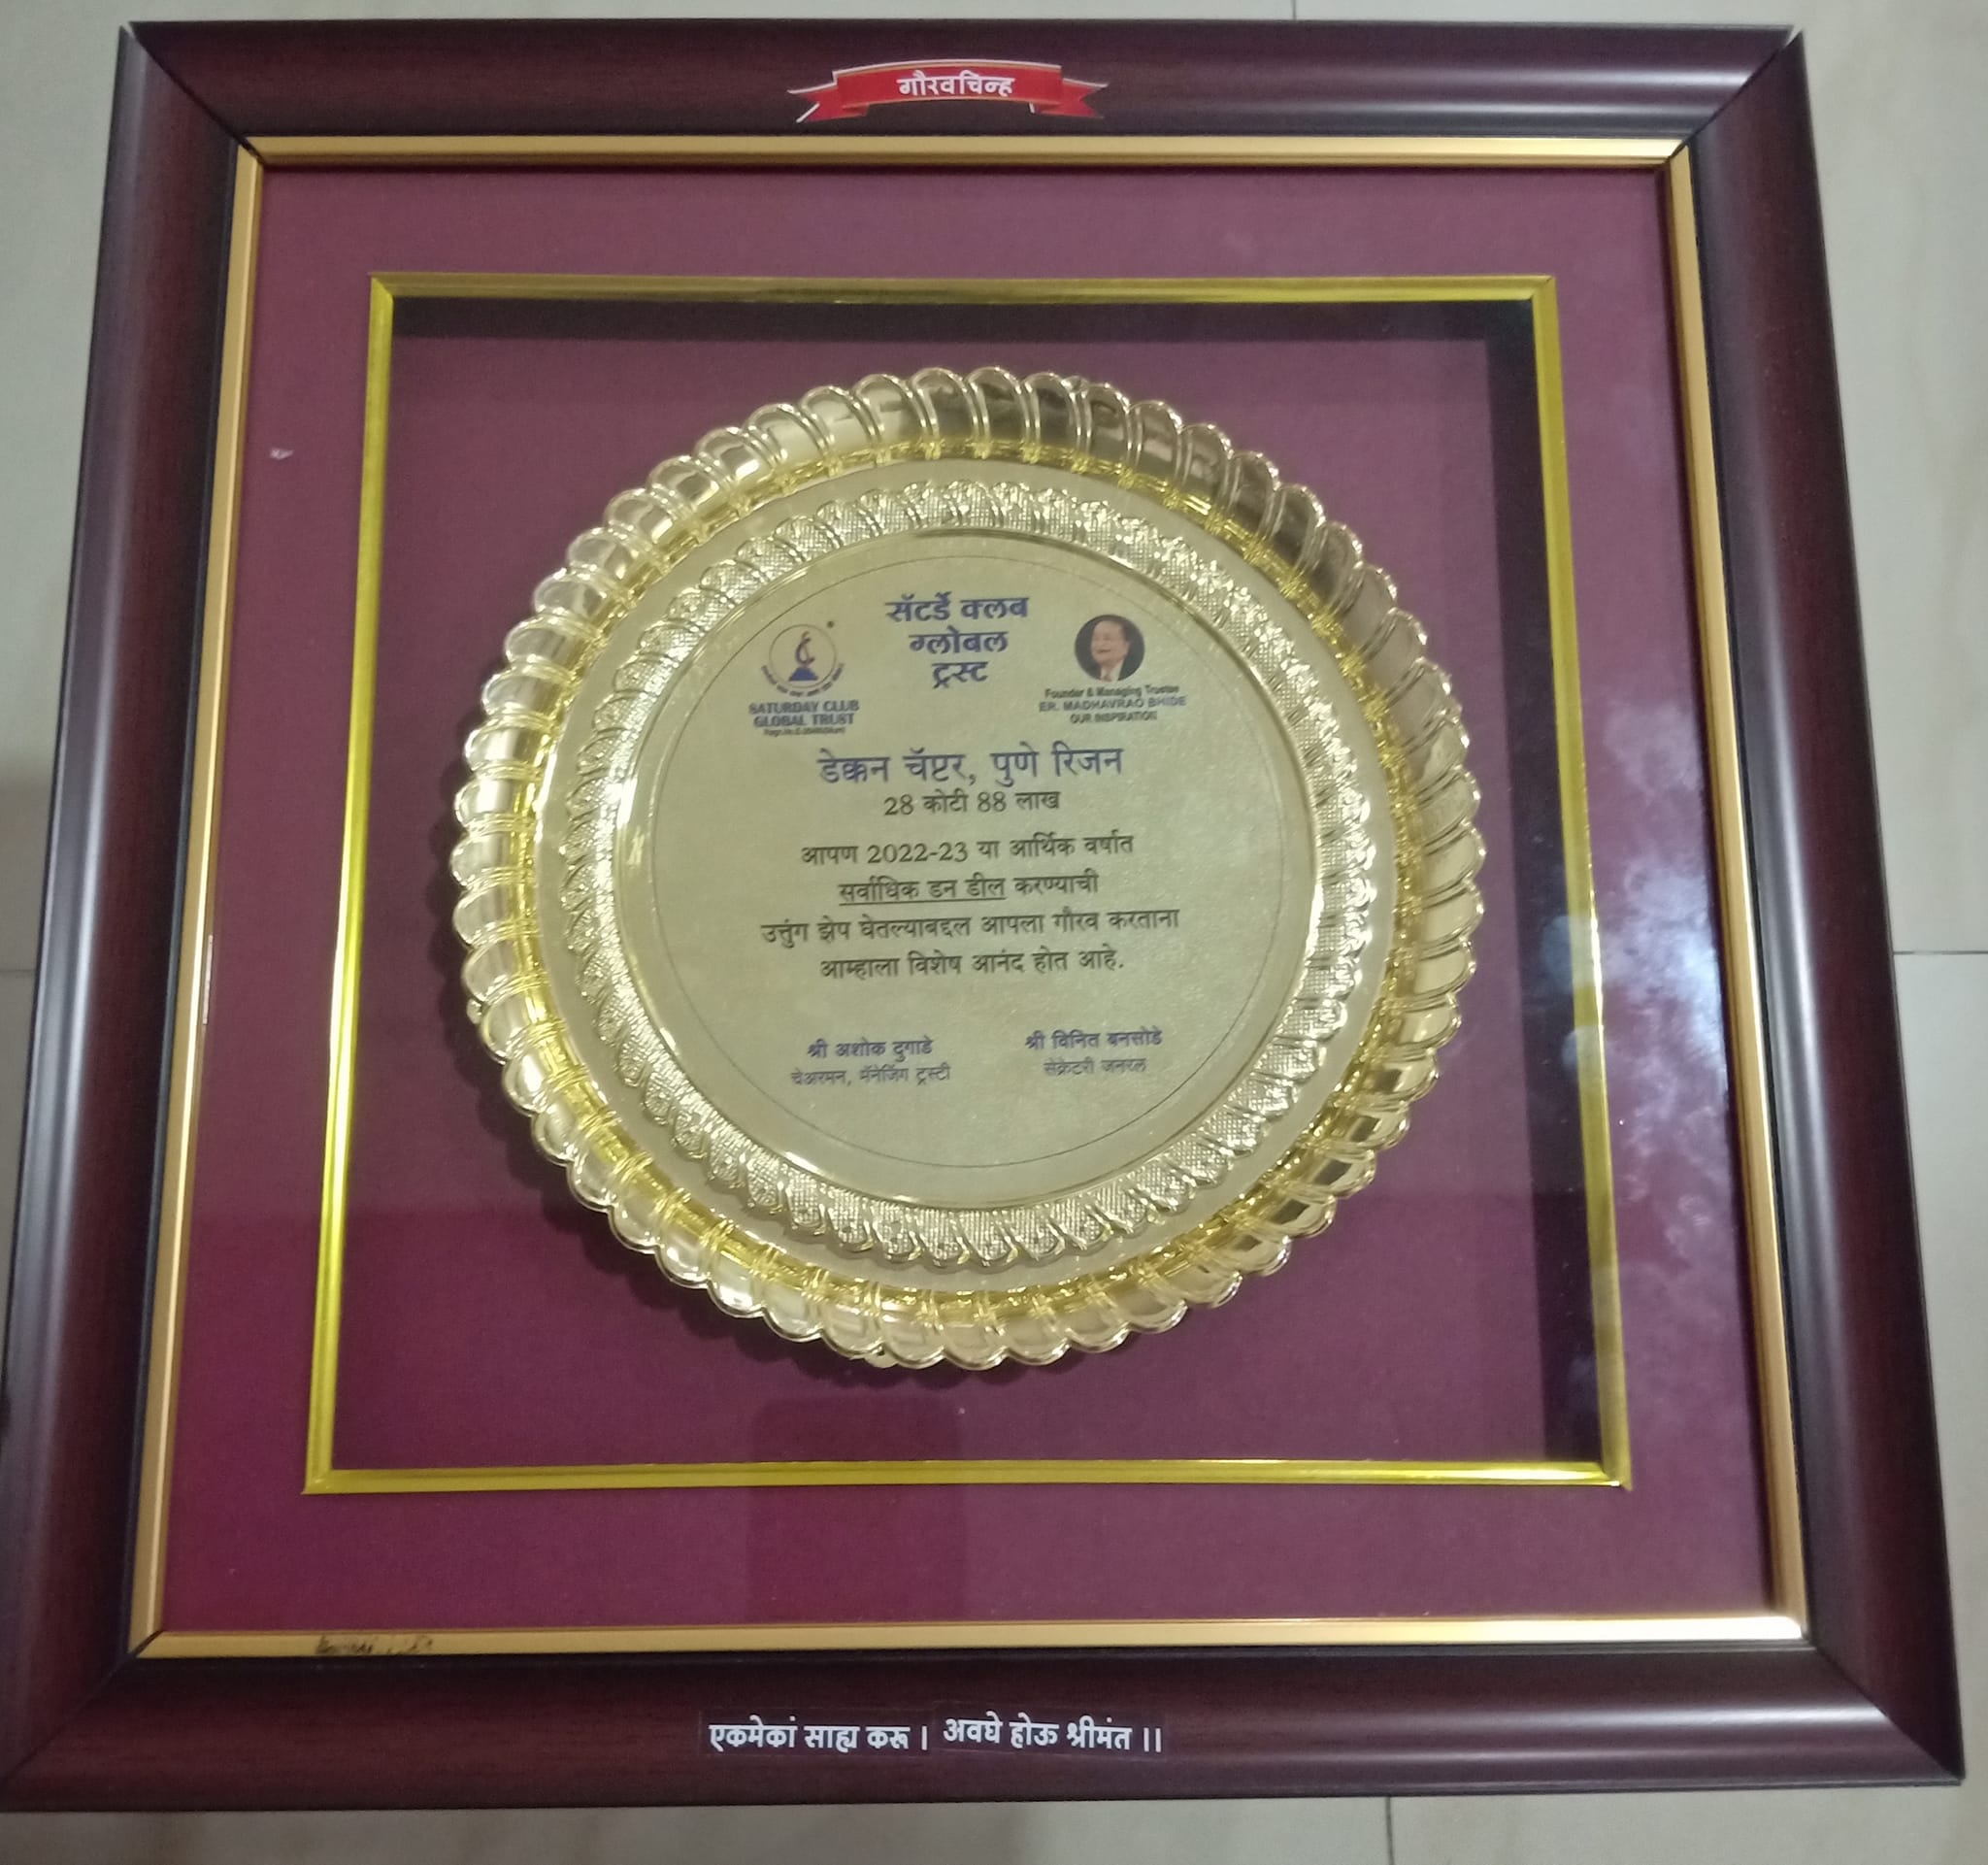 गौरवचिन्ह
सॅटर्डे क्लब
ग्लोबल
ट्रस्ट
SATURDAY CLUB
GLOBAL TRUST
Founder & Managing Trustee
ER. MADHAVRAO BHIDE
OUR INSPIRATION
डेक्कन चॅप्टर, पुणे रिजन
28 कोटी 88 लाख
आपण 2022-23 या आर्थिक वर्षात
सर्वाधिक डन डील करण्याची
उत्तुंग झेप घेतल्याबद्दल आपला गौरव करताना
आम्हाला विशेष आनंद होत आहे.
श्री अशोक दुगाडे
चेअरमन, मॅनेजिंग ट्रस्टी
श्री विनित बनसोडे
सेक्रेटरी जनरल
एकमेकां साह्य करू । अवघे होऊ श्रीमंत ।।